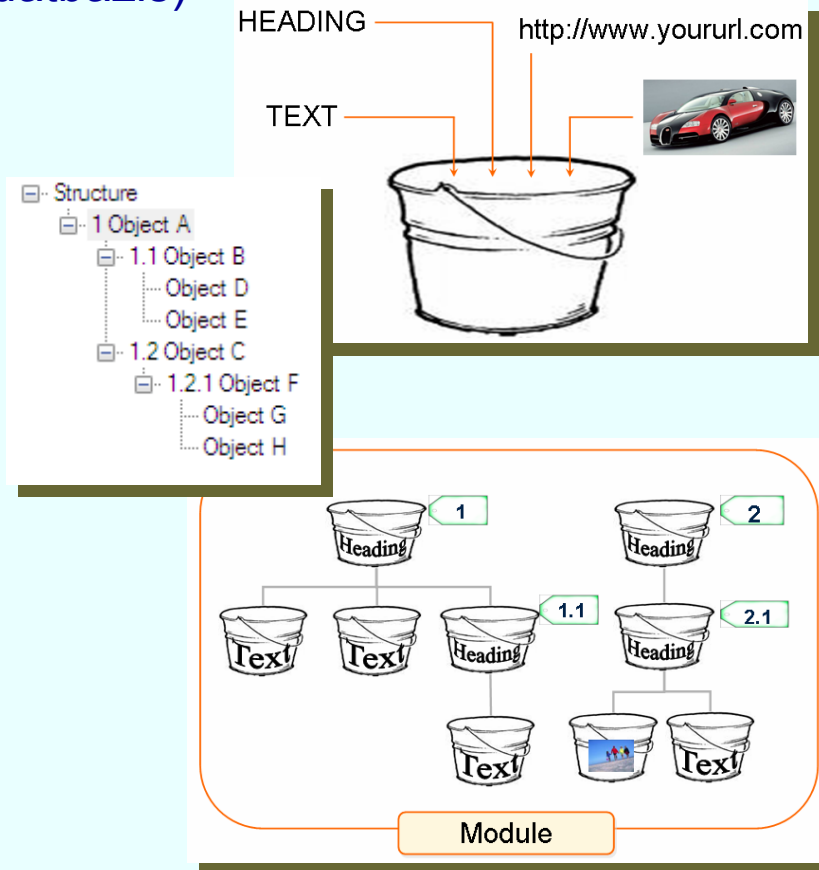 HEADING
http://www.yoururl.com
TEXT
Structure
1 Object A
1.1 Object B
Object D
Object E
1.2 Object C
1.2.1 Object F
Object G
Object H
1
2
Heading
Heading
1.1
2.1
Text
Text
Heading
Heading
Text
Text
Module